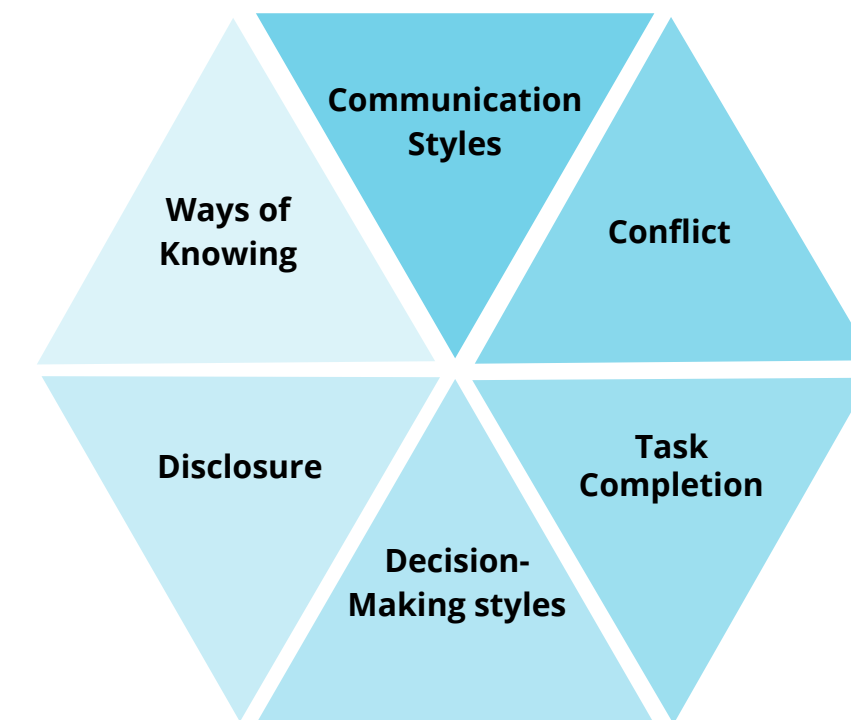 Communication
Styles
Ways of
Knowing
Conflict
Disclosure
Task
Completion
Decision-
Making styles